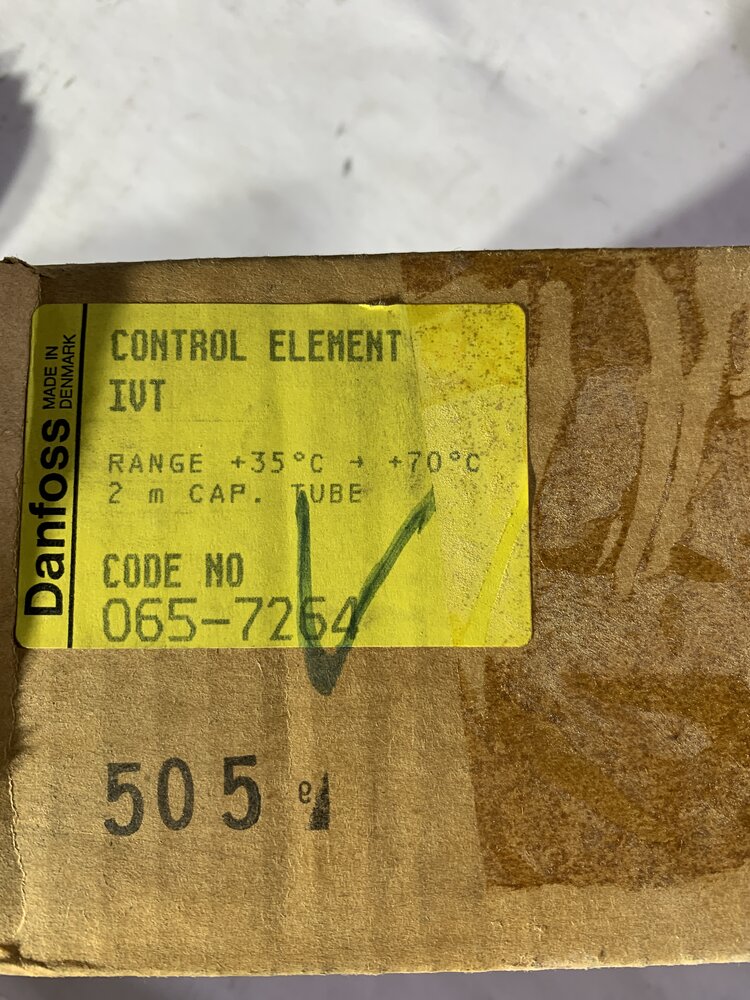 Danfoss
MADE IN
DENMARK
CONTROL ELEMENT
IVT
RANGE +35°C → +70°C
2 m CAP. TUBE
CODE NO
065-7264
505